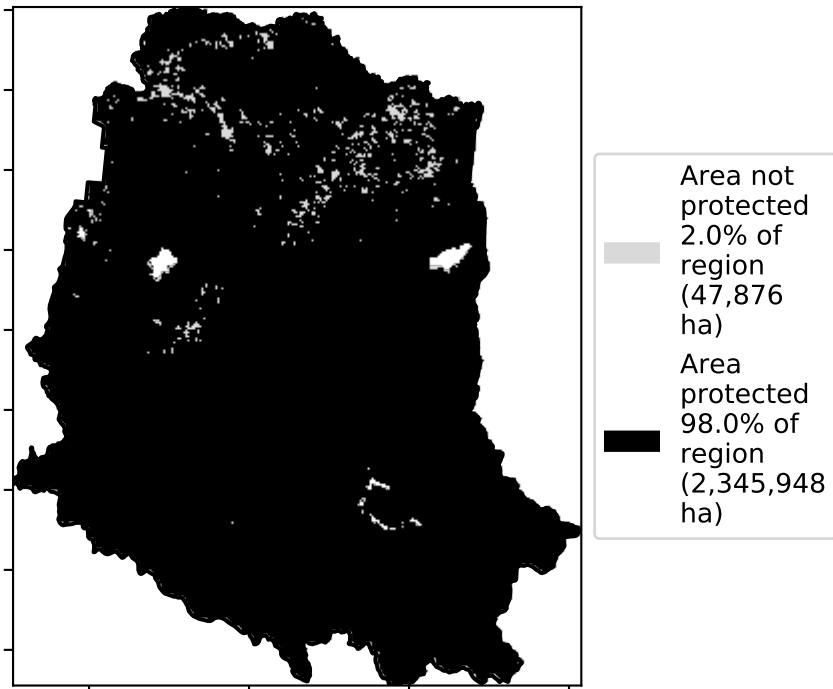 Area not
protected
2.0% of
region
(47,876
ha)
Area
protected
98.0% of
region
(2,345,948
ha)